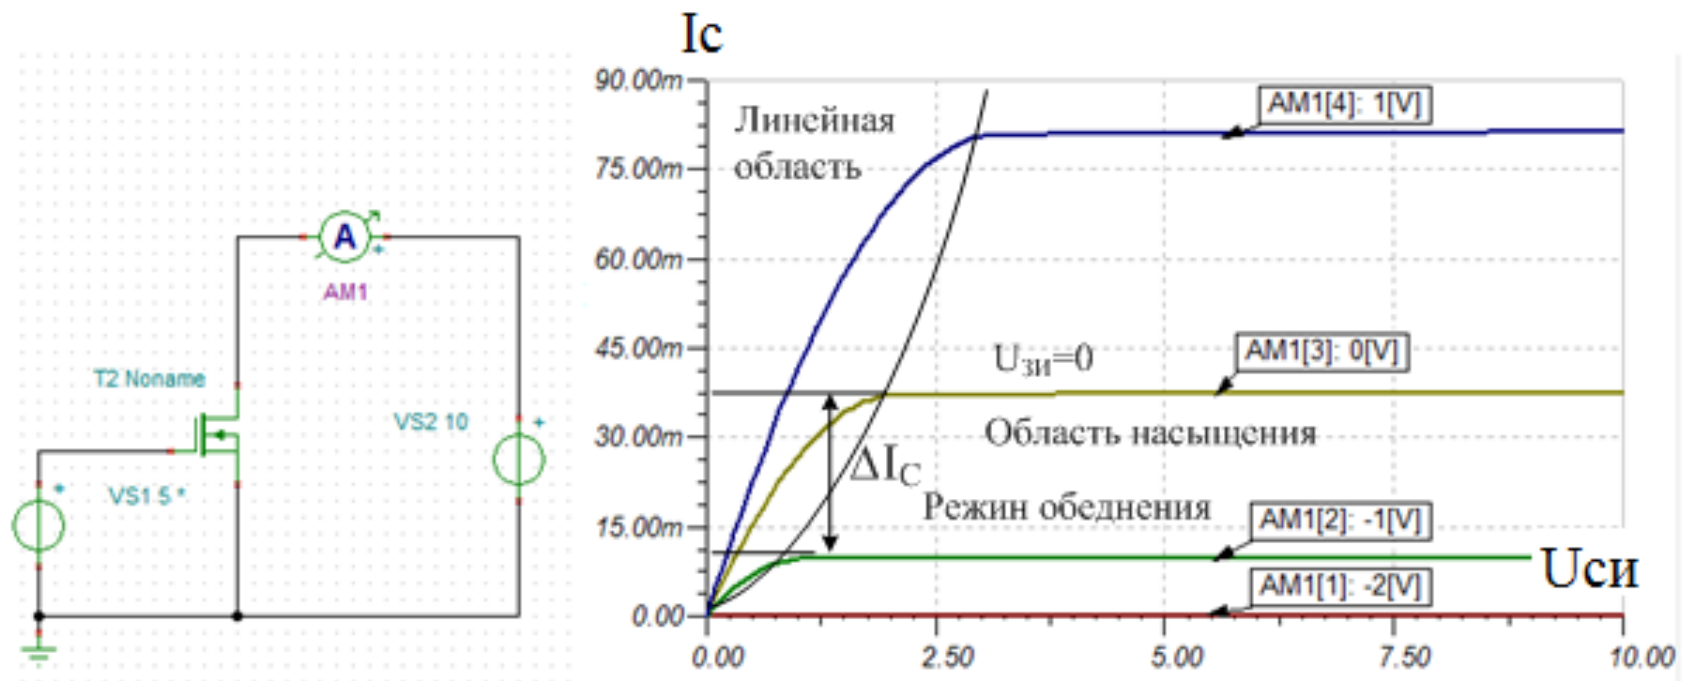 A
AM1
T2 Noname
VS2 10
VS1 5 *
Iс
90.00m
75.00m
60.00m
45.00m
30.00m
15.00m
0.00
Линейная
область
AM1[4]: 1[V]
Uзи=0
AM1[3]: 0[V]
Область насыщения
ΔIС
Режин обеднения
AM1[2]: -1[V]
AM1[1]: -2[V]
Uси
0.00
2.50
5.00
7.50
10.00